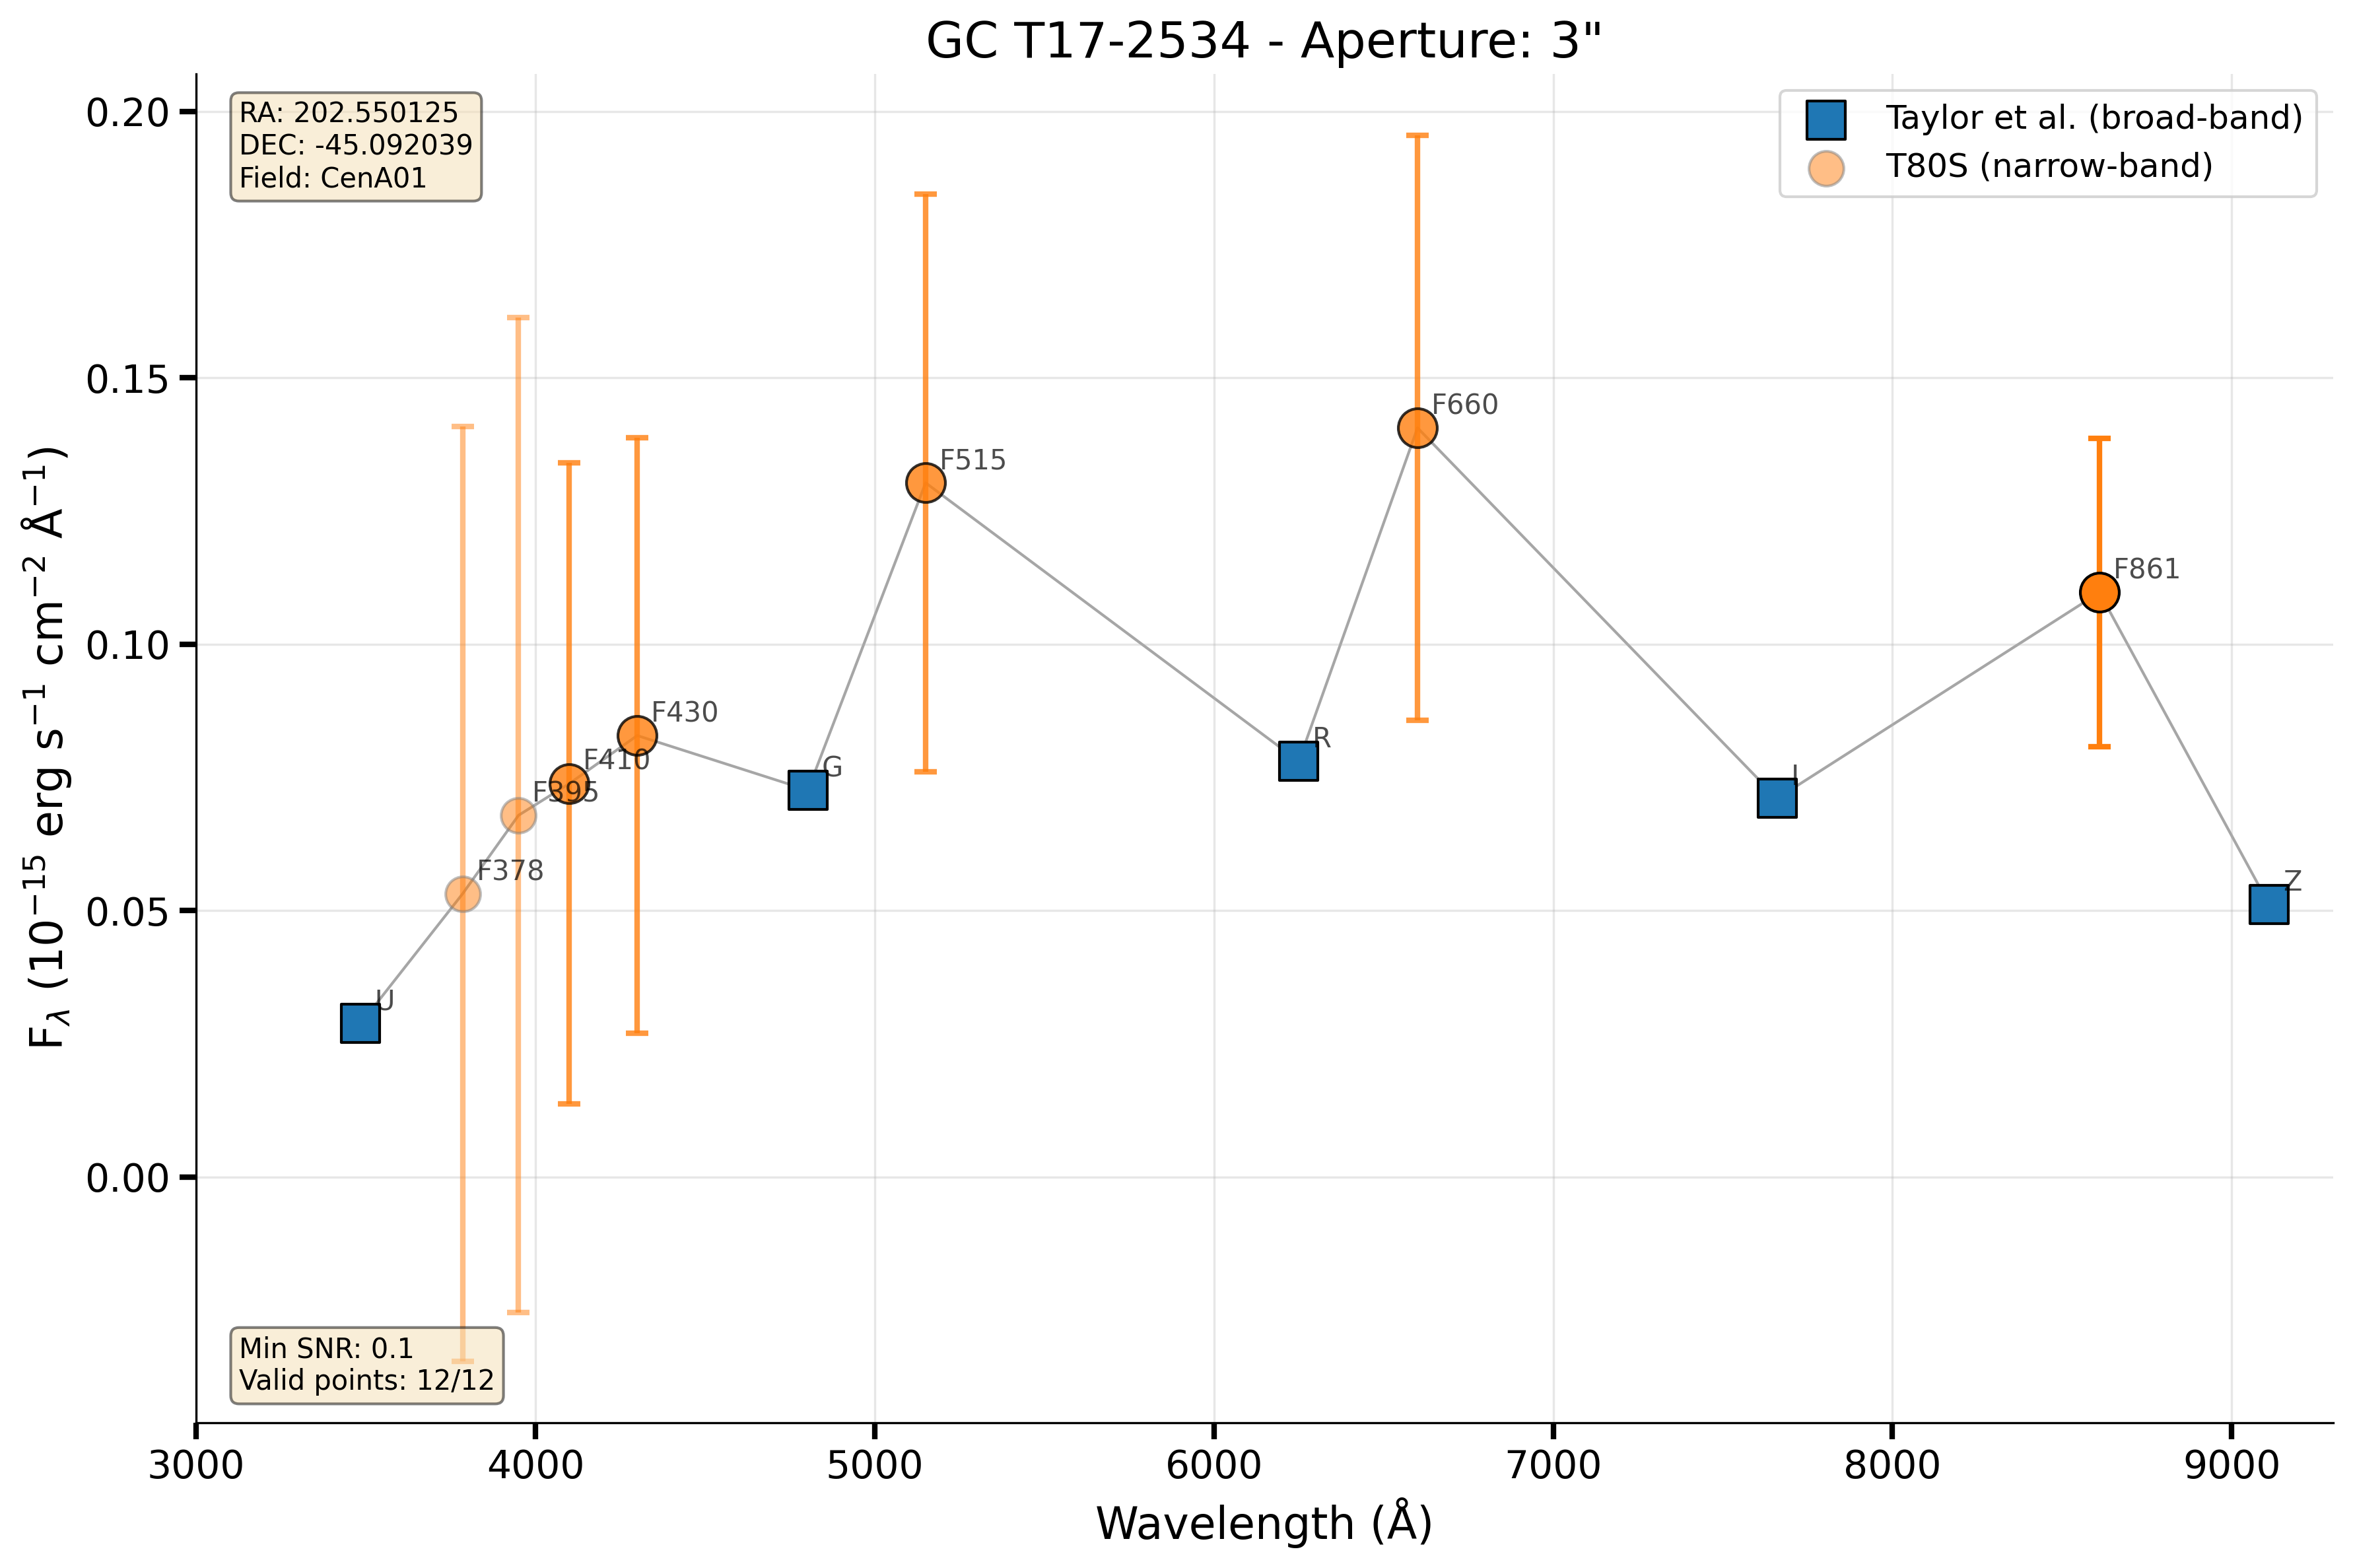 GC T17-2534 - Aperture: 3"
RA: 202.550125
DEC: -45.092039
Field: CenA01
Taylor et al. (broad-band)
T80S (narrow-band)
0.20
0.15
0.10
0.05
0.00
F660
F515
F861
F430
F410
F395
F378
G
R
I
Z
U
Min SNR: 0.1
Valid points: 12/12
3000 4000 5000 6000 7000 8000 9000
Wavelength (Å)
Fλ (10⁻¹⁵ erg s⁻¹ cm⁻² Å⁻¹)